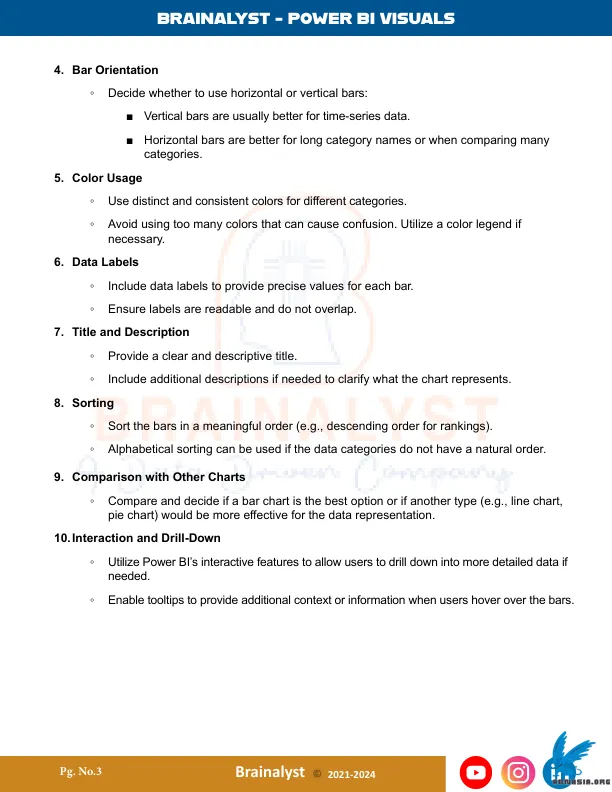 BRAINALYST - POWER BI VISUALS
4. Bar Orientation
◦ Decide whether to use horizontal or vertical bars:
■ Vertical bars are usually better for time-series data.
■ Horizontal bars are better for long category names or when comparing many
categories.
5. Color Usage
◦ Use distinct and consistent colors for different categories.
◦ Avoid using too many colors that can cause confusion. Utilize a color legend if
necessary.
6. Data Labels
◦ Include data labels to provide precise values for each bar.
◦ Ensure labels are readable and do not overlap.
7. Title and Description
◦ Provide a clear and descriptive title.
◦ Include additional descriptions if needed to clarify what the chart represents.
8. Sorting
BRAINALYST
◦ Sort the bars in a meaningful order (e.g., descending order for rankings).
◦ Alphabetical sorting can be used if the data categories do not have a natural order.
A Data Driven Company
9. Comparison with Other Charts
◦ Compare and decide if a bar chart is the best option or if another type (e.g., line chart,
pie chart) would be more effective for the data representation.
10. Interaction and Drill-Down
◦ Utilize Power BI’s interactive features to allow users to drill down into more detailed data if
needed.
◦ Enable tooltips to provide additional context or information when users hover over the bars.
Pg. No.3
Brainalyst © 2021-2024
in